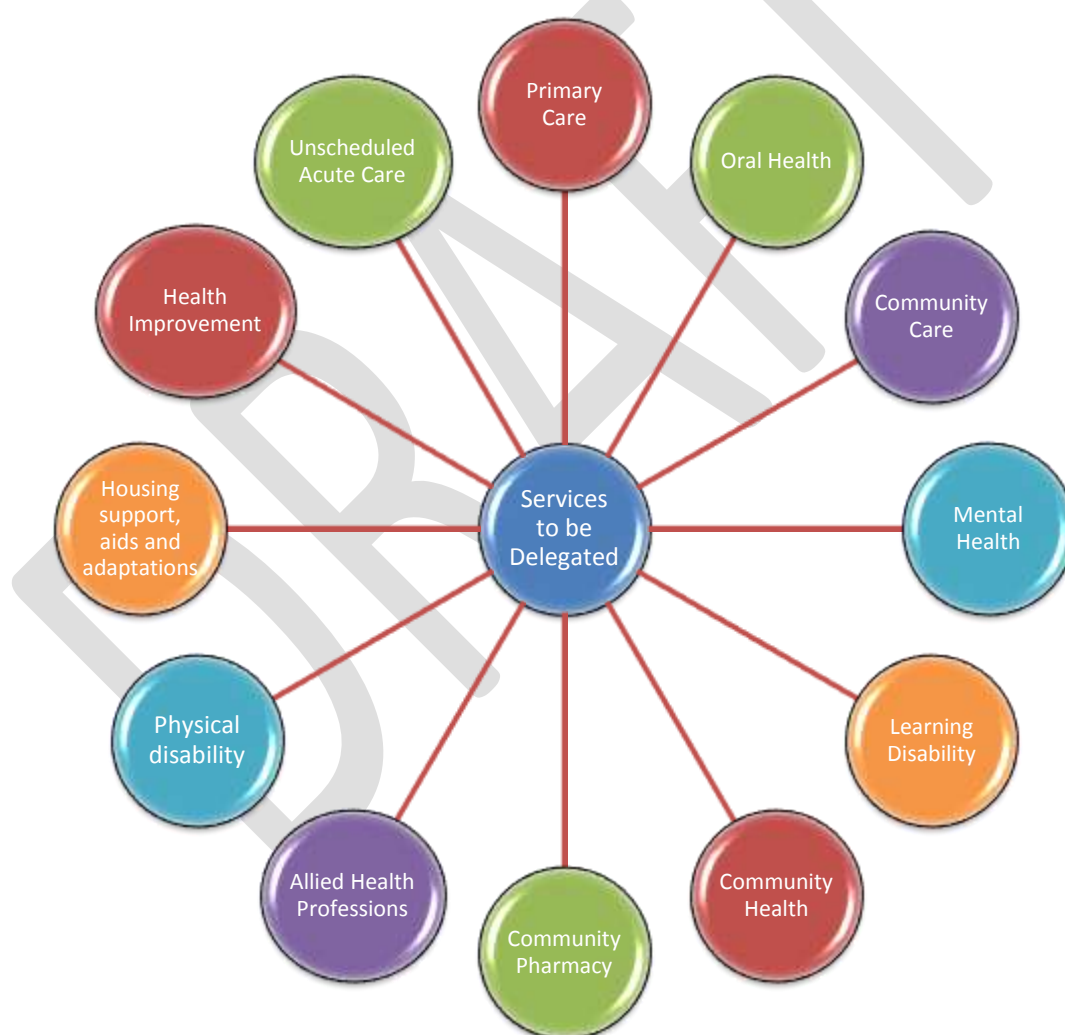 Primary
Care
Oral Health
Community
Care
Mental
Health
Learning
Disability
Community
Health
Community
Pharmacy
Allied Health
Professions
Physical
disability
Housing
support,
aids and
adaptations
Health
Improvement
Unscheduled
Acute Care
Services
to be
Delegated
DRAFT